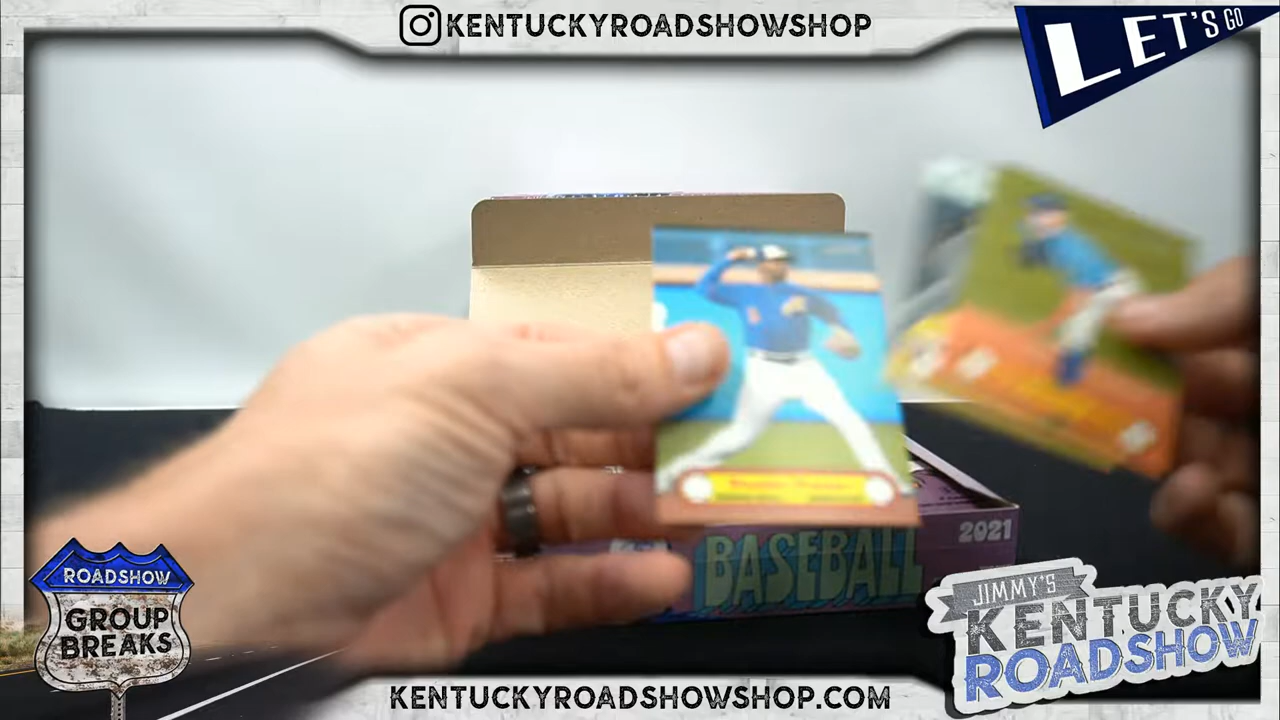 KENTUCKYROADSHOWSHOP
LET'S GO
BASEBALL
2021
ROADSHOW
GROUP
BREAKS
JIMMY'S
KENTUCKY
ROADSHOW
KENTUCKYROADSHOWSHOP.COM